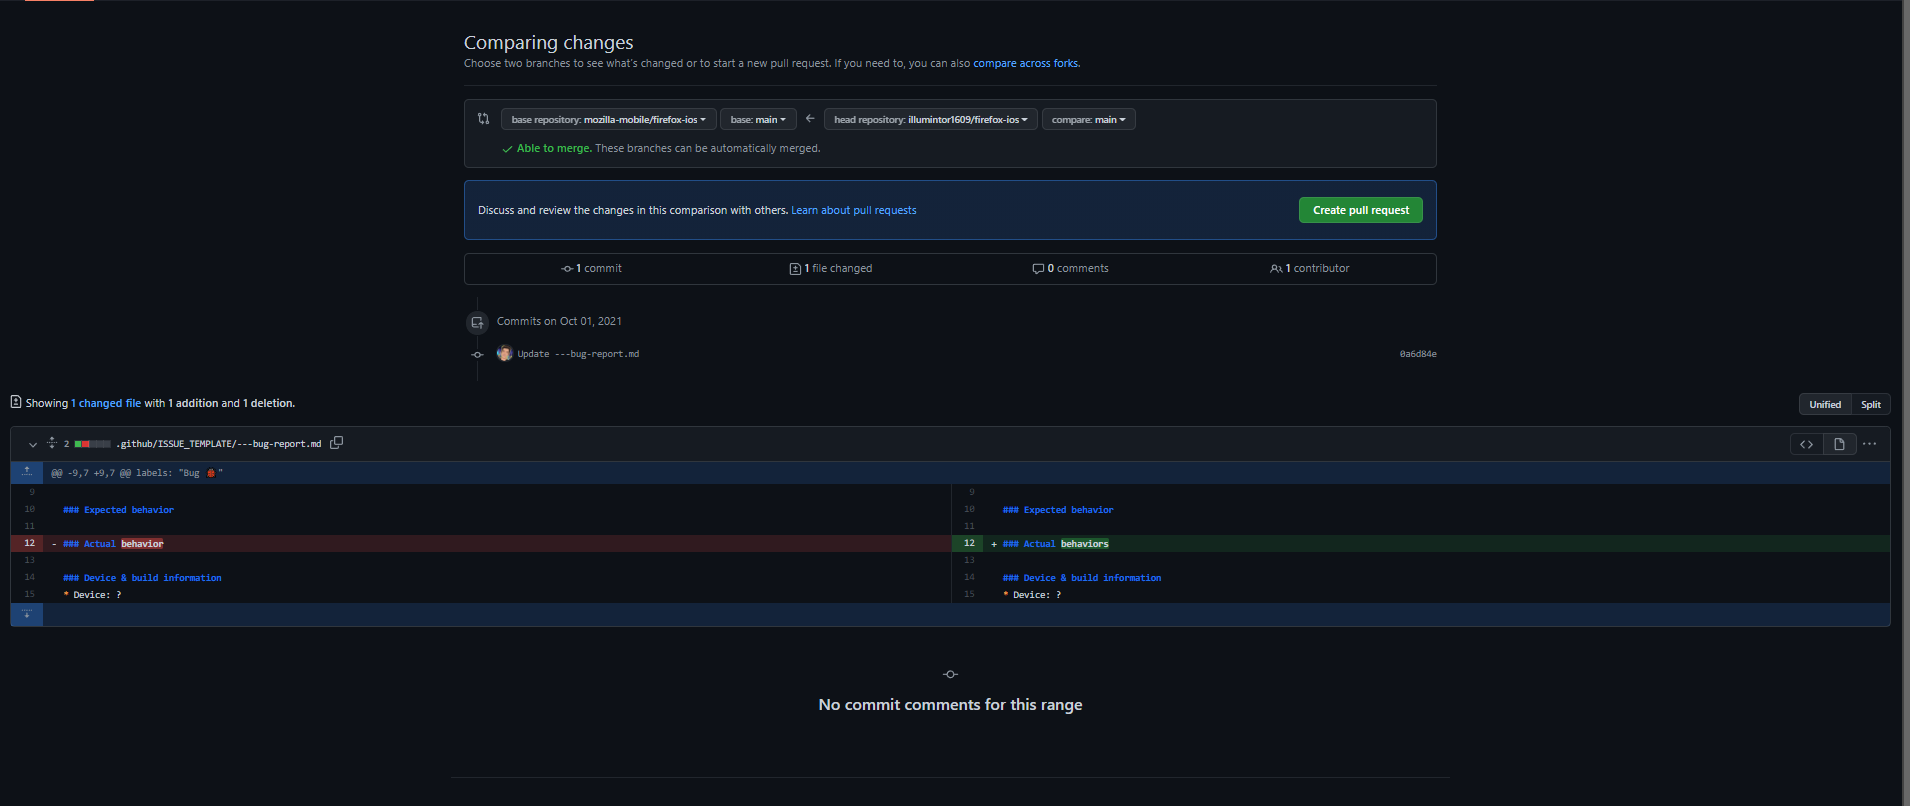 Comparing changes
Choose two branches to see what's changed or to start a new pull request. If you need to, you can also compare across forks.
base repository: mozilla-mobile/firefox-ios base: main ← head repository: illumintor1609/firefox-ios compare: main
Able to merge. These branches can be automatically merged.
Discuss and review the changes in this comparison with others. Learn about pull requests Create pull request
1 commit 1 file changed 0 comments 1 contributor
Commits on Oct 01, 2021
Update ---bug-report.md 0a6d84e
Showing 1 changed file with 1 addition and 1 deletion. Unified Split
2 .github/ISSUE_TEMPLATE/---bug-report.md <> ...
@@ -9,7 +9,7 @@ labels: "Bug 🐞"
9 9
10 ### Expected behavior 10 ### Expected behavior
11 11
12 - ### Actual behavior 12 + ### Actual behaviors
13 13
14 ### Device & build information 14 ### Device & build information
15 * Device: ? 15 * Device: ?
No commit comments for this range